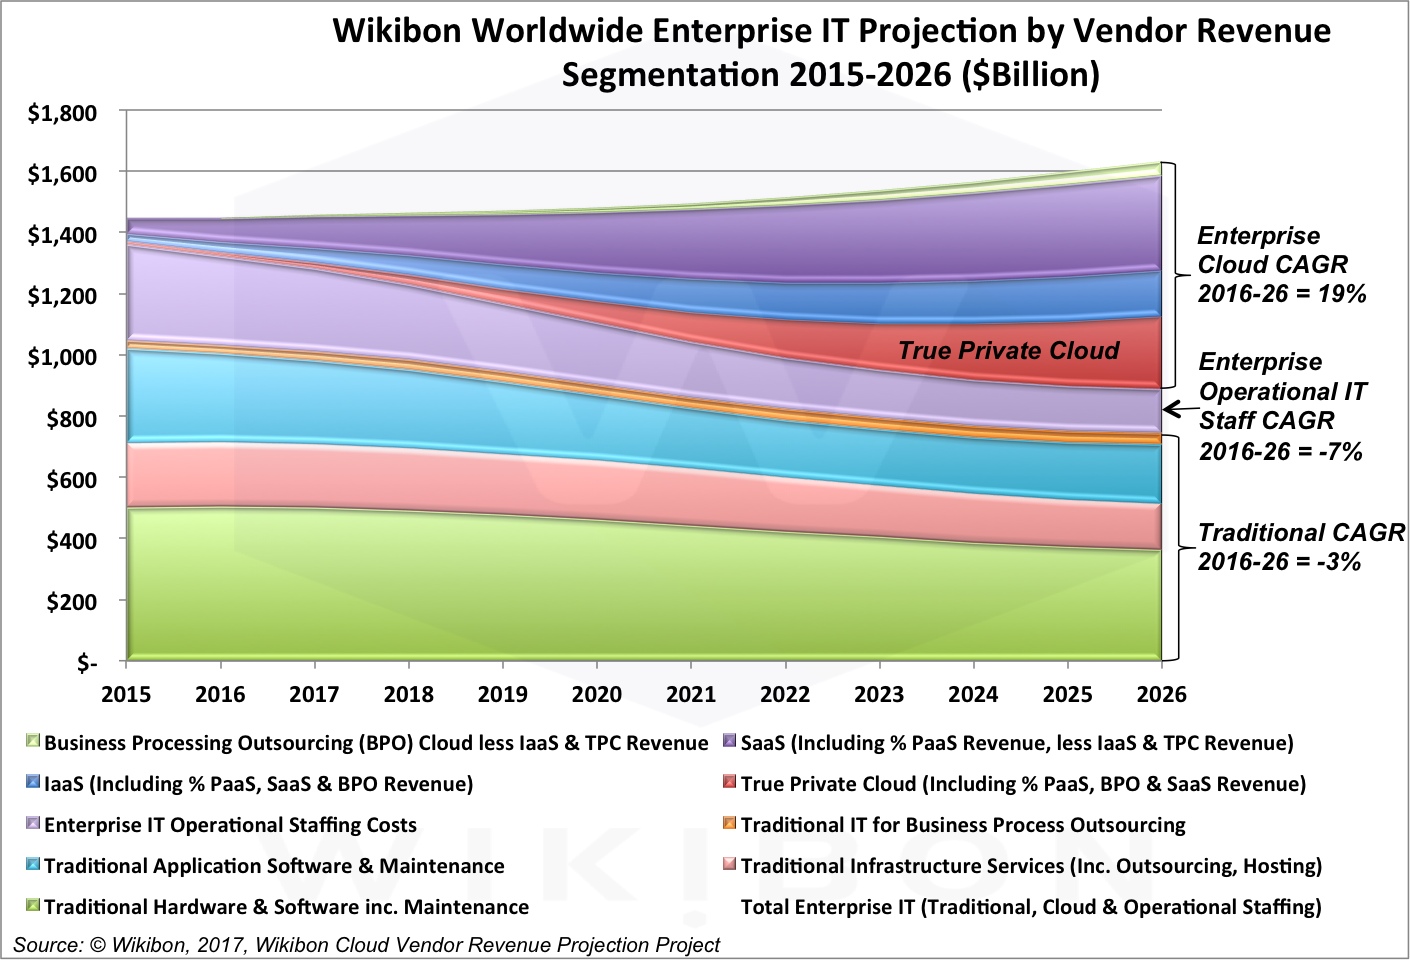 Wikibon Worldwide Enterprise IT Projection by Vendor Revenue
Segmentation 2015-2026 ($Billion)
$1,800
$1,600
$1,400
$1,200
$1,000
$800
$600
$400
$200
$-
2015 2016 2017 2018 2019 2020 2021 2022 2023 2024 2025 2026
True Private Cloud
Enterprise
Cloud CAGR
2016-26 = 19%
Enterprise
Operational IT
Staff CAGR
2016-26 = -7%
Traditional CAGR
2016-26 = -3%
Business Processing Outsourcing (BPO) Cloud less IaaS & TPC Revenue
SaaS (Including % PaaS Revenue, less IaaS & TPC Revenue)
IaaS (Including % PaaS, SaaS & BPO Revenue)
True Private Cloud (Including % PaaS, BPO & SaaS Revenue)
Enterprise IT Operational Staffing Costs
Traditional IT for Business Process Outsourcing
Traditional Application Software & Maintenance
Traditional Infrastructure Services (Inc. Outsourcing, Hosting)
Traditional Hardware & Software inc. Maintenance
Total Enterprise IT (Traditional, Cloud & Operational Staffing)
WIKIBON
Source: © Wikibon, 2017, Wikibon Cloud Vendor Revenue Projection Project